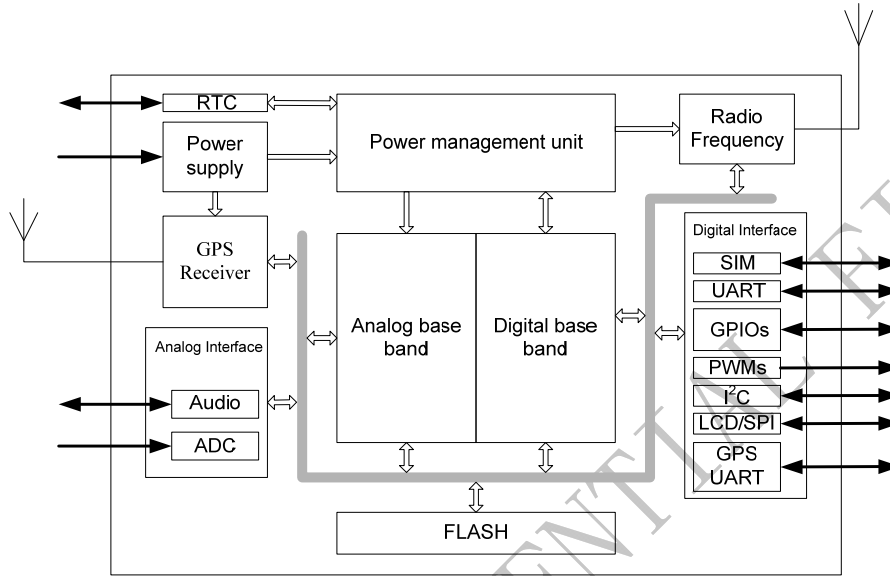 RTC
Power
supply
Power management unit
Radio
Frequency
GPS
Receiver
Analog base
band
Digital base
band
Analog Interface
Audio
ADC
Digital Interface
SIM
UART
GPIOs
PWMs
I²C
LCD/SPI
GPS
UART
FLASH
ENTIAL